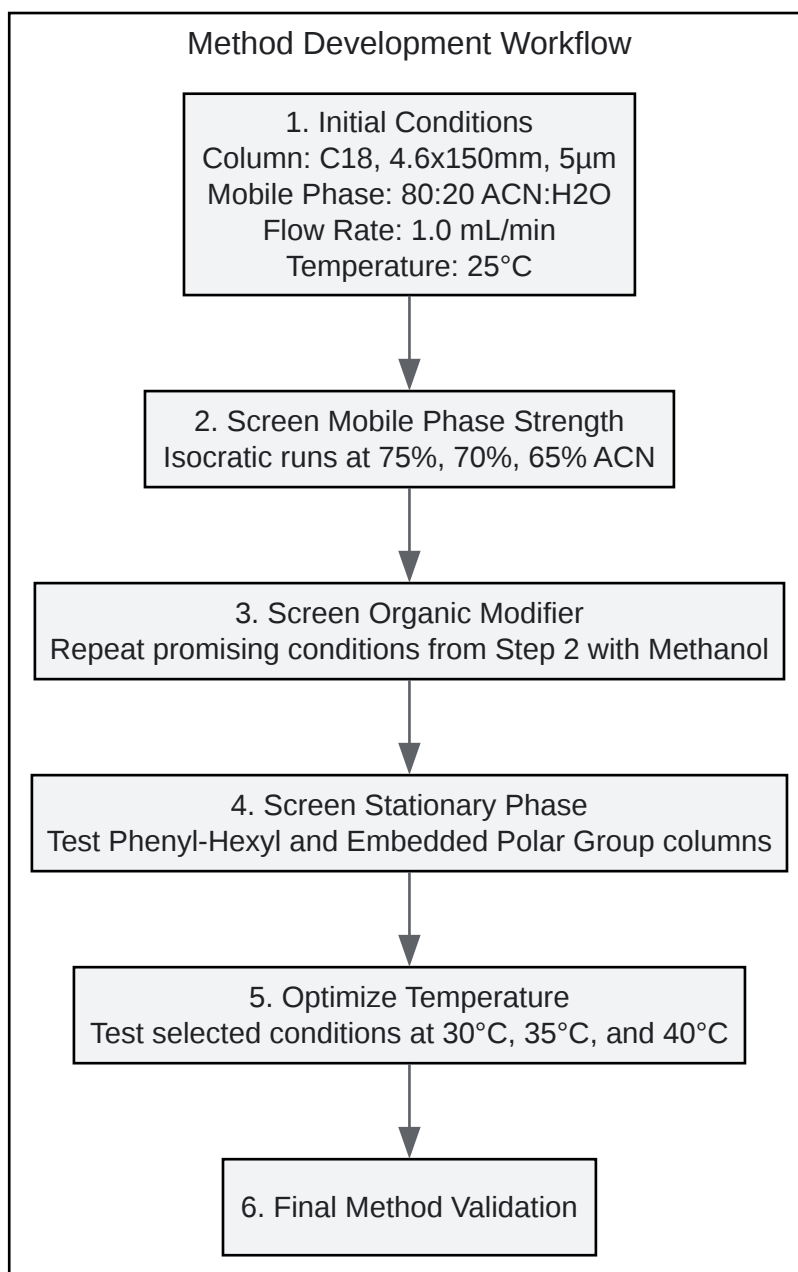 Method Development Workflow
1. Initial Conditions
Column: C18, 4.6x150mm, 5µm
Mobile Phase: 80:20 ACN:H2O
Flow Rate: 1.0 mL/min
Temperature: 25°C
2. Screen Mobile Phase Strength
Isocratic runs at 75%, 70%, 65% ACN
3. Screen Organic Modifier
Repeat promising conditions from Step 2 with Methanol
4. Screen Stationary Phase
Test Phenyl-Hexyl and Embedded Polar Group columns
5. Optimize Temperature
Test selected conditions at 30°C, 35°C, and 40°C
6. Final Method Validation